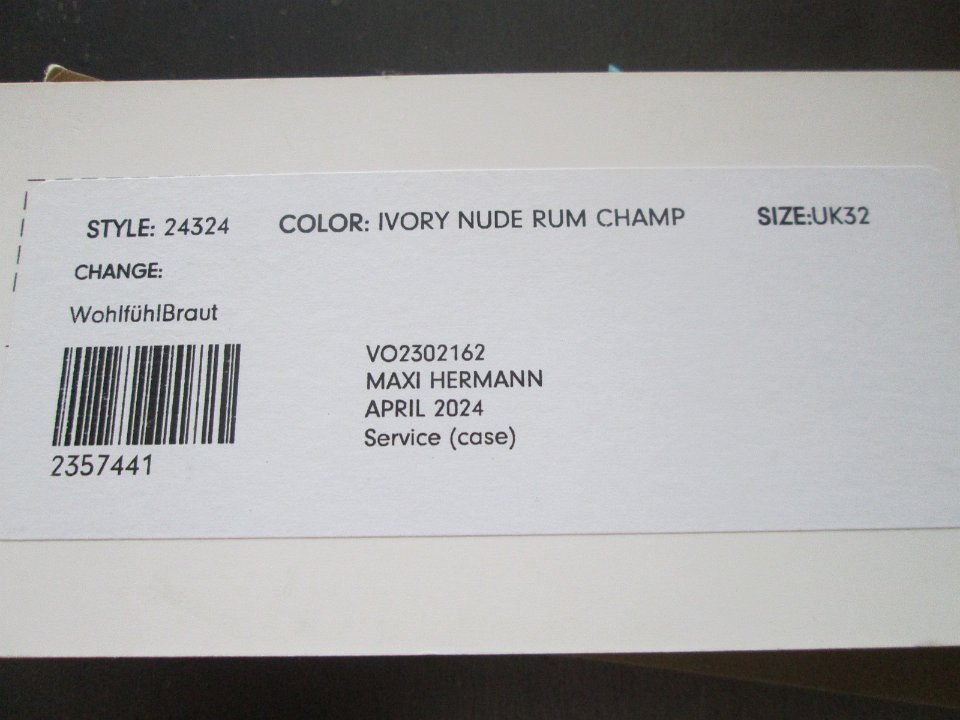 STYLE: 24324 COLOR: IVORY NUDE RUM CHAMP SIZE:UK32
CHANGE:
WohlfühlBraut
VO2302162
MAXI HERMANN
APRIL 2024
Service (case)
2357441